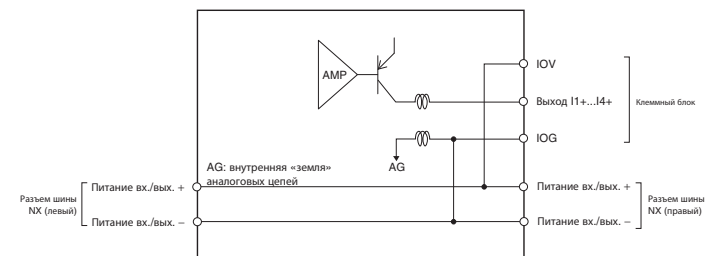 AMP
IOV
Выход I1+...I4+
Клеммный блок
IOG
AG
AG: внутренняя «земля»
аналоговых цепей
Разъем шины
NX (левый)
Питание вх./вых. +
Питание вх./вых. –
Питание вх./вых. +
Питание вх./вых. –
Разъем шины
NX (правый)